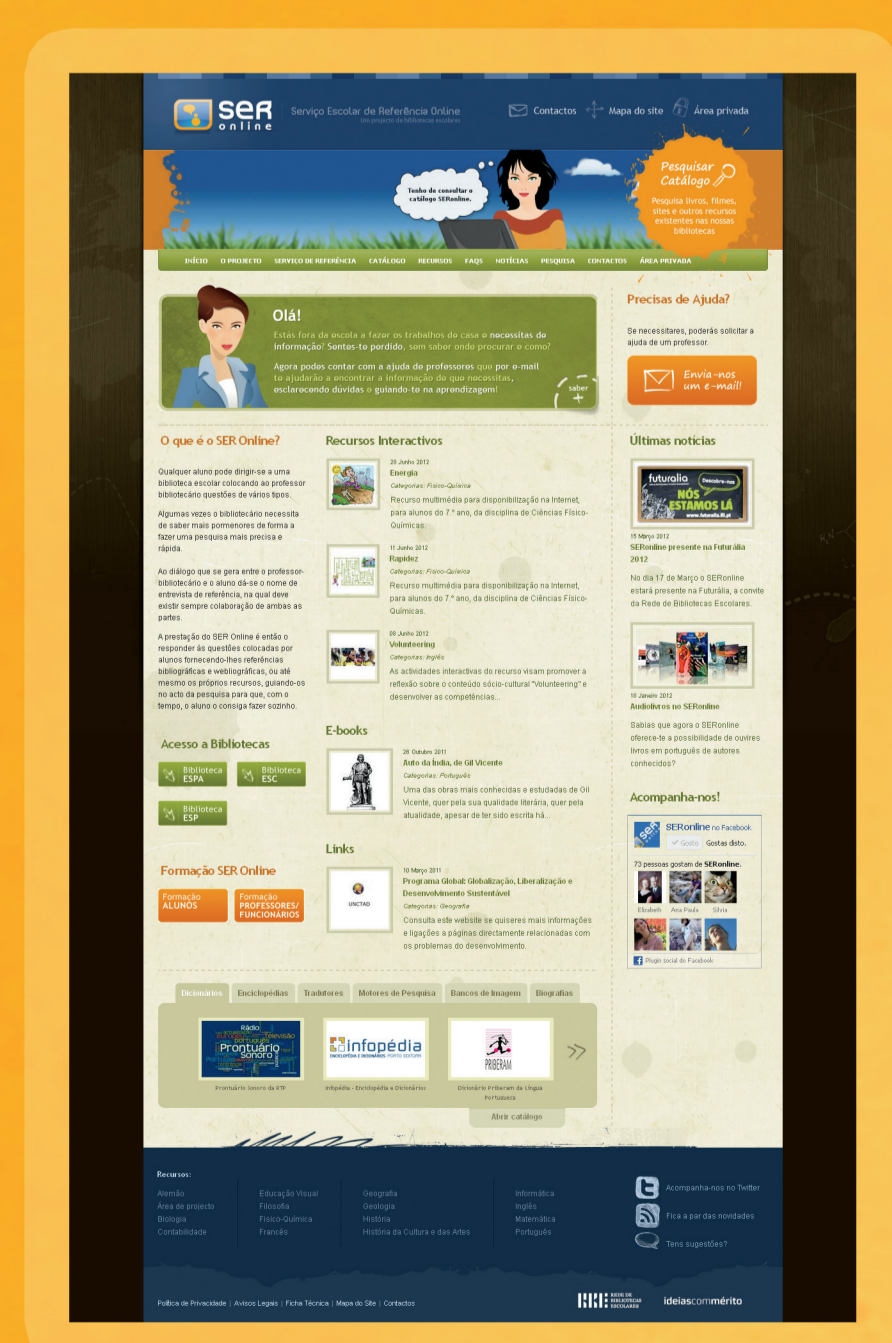 SER
online
Serviço Escolar de Referência Online
Um projecto de bibliotecas escolares
Contactos
Mapa do site
Área privada
Tenho de consultar o
catálogo SERonline.
Pesquisar
Catálogo
Pesquisa livros, filmes,
sites e outros recursos
existentes nas nossas
bibliotecas
INÍCIO O PROJECTO SERVIÇO DE REFERÊNCIA CATÁLOGO RECURSOS FAQS NOTÍCIAS PESQUISA CONTACTOS ÁREA PRIVADA
Olá!
Estás fora da escola a fazer os trabalhos de casa e necessitas de
informação? Sentes-te perdido, sem saber onde procurar e como?
Agora podes contar com a ajuda de professores que por e-mail
te ajudarão a encontrar a informação de que necessitas,
esclarecendo dúvidas e guiando-te na aprendizagem!
saber
+
Precisas de Ajuda?
Se necessitares, poderás solicitar a
ajuda de um professor.
Envia-nos
um e-mail!
O que é o SER Online?
Qualquer aluno pode dirigir-se a uma
biblioteca escolar colocando ao professor
bibliotecário questões de vários tipos.
Algumas vezes o bibliotecário necessita
de saber mais pormenores de forma a
fazer uma pesquisa mais precisa e
rápida.
Ao diálogo que se gera entre o professor-
bibliotecário e o aluno dá-se o nome de
entrevista de referência, na qual deve
existir sempre colaboração de ambas as
partes.
A prestação do SER Online é então o
responder às questões colocadas por
alunos fornecendo-lhes referências
bibliográficas e webliográficas, ou até
mesmo os próprios recursos, guiando-os
no acto da pesquisa para que, com o
tempo, o aluno o consiga fazer sozinho.
Acesso a Bibliotecas
Biblioteca
ESPA
Biblioteca
ESC
Biblioteca
ESP
Formação SER Online
Formação
ALUNOS
Formação
PROFESSORES/
FUNCIONÁRIOS
Recursos Interactivos
20 Junho 2012
Energia
Categorias: Físico-Química
Recurso multimédia para disponibilização na Internet,
para alunos do 7.º ano, da disciplina de Ciências Físico-
Químicas.
11 Junho 2012
Rapidez
Categorias: Físico-Química
Recurso multimédia para disponibilização na Internet,
para alunos do 7.º ano, da disciplina de Ciências Físico-
Químicas.
08 Junho 2012
Volunteering
Categorias: Inglês
As actividades interactivas do recurso visam promover a
reflexão sobre o conteúdo sócio-cultural "Volunteering" e
desenvolver as competências...
E-books
26 Outubro 2011
Auto da Índia, de Gil Vicente
Categorias: Português
Uma das obras mais conhecidas e estudadas de Gil
Vicente, quer pela sua qualidade literária, quer pela
atualidade, apesar de ter sido escrita há...
Links
UNCTAD
10 Março 2011
Programa Global: Globalização, Liberalização e
Desenvolvimento Sustentável
Categorias: Geografia
Consulta este website se quiseres mais informações
e ligações a páginas directamente relacionadas com
os problemas do desenvolvimento.
Últimas notícias
futuralia
Descobre-nos
NÓS
ESTAMOS LÁ
www.futuralia.fil.pt
15 Março 2012
SERonline presente na Futurália
2012
No dia 17 de Março o SERonline
estará presente na Futurália, a convite
da Rede de Bibliotecas Escolares.
18 Janeiro 2012
Audiolivros no SERonline
Sabias que agora o SERonline
oferece-te a possibilidade de ouvires
livros em português de autores
conhecidos?
Acompanha-nos!
SER
SERonline no Facebook
Gosto Gostas disto.
73 pessoas gostam de SERonline.
Elizabeth Ana Paula Silvia
Plugin social do Facebook
Dicionários Enciclopédias Tradutores Motores de Pesquisa Bancos de Imagem Biografias
Rádio
Televisão
Português
Prontuário
Sonoro
Prontuário Sonoro da RTP
infopédia
ENCICLOPÉDIA E DICIONÁRIOS PORTO EDITORA
Infopédia - Enciclopédia e Dicionários
PRIBERAM
Dicionário Priberam da Língua
Portuguesa
Abrir catálogo
Recursos:
Alemão
Área de projecto
Biologia
Contabilidade
Educação Visual
Filosofia
Físico-Química
Francês
Geografia
Geologia
História
História da Cultura e das Artes
Informática
Inglês
Matemática
Português
Acompanha-nos no Twitter
Fica a par das novidades
Tens sugestões?
Política de Privacidade | Avisos Legais | Ficha Técnica | Mapa do Site | Contactos
REDE DE
BIBLIOTECAS
ESCOLARES
ideiascommérito